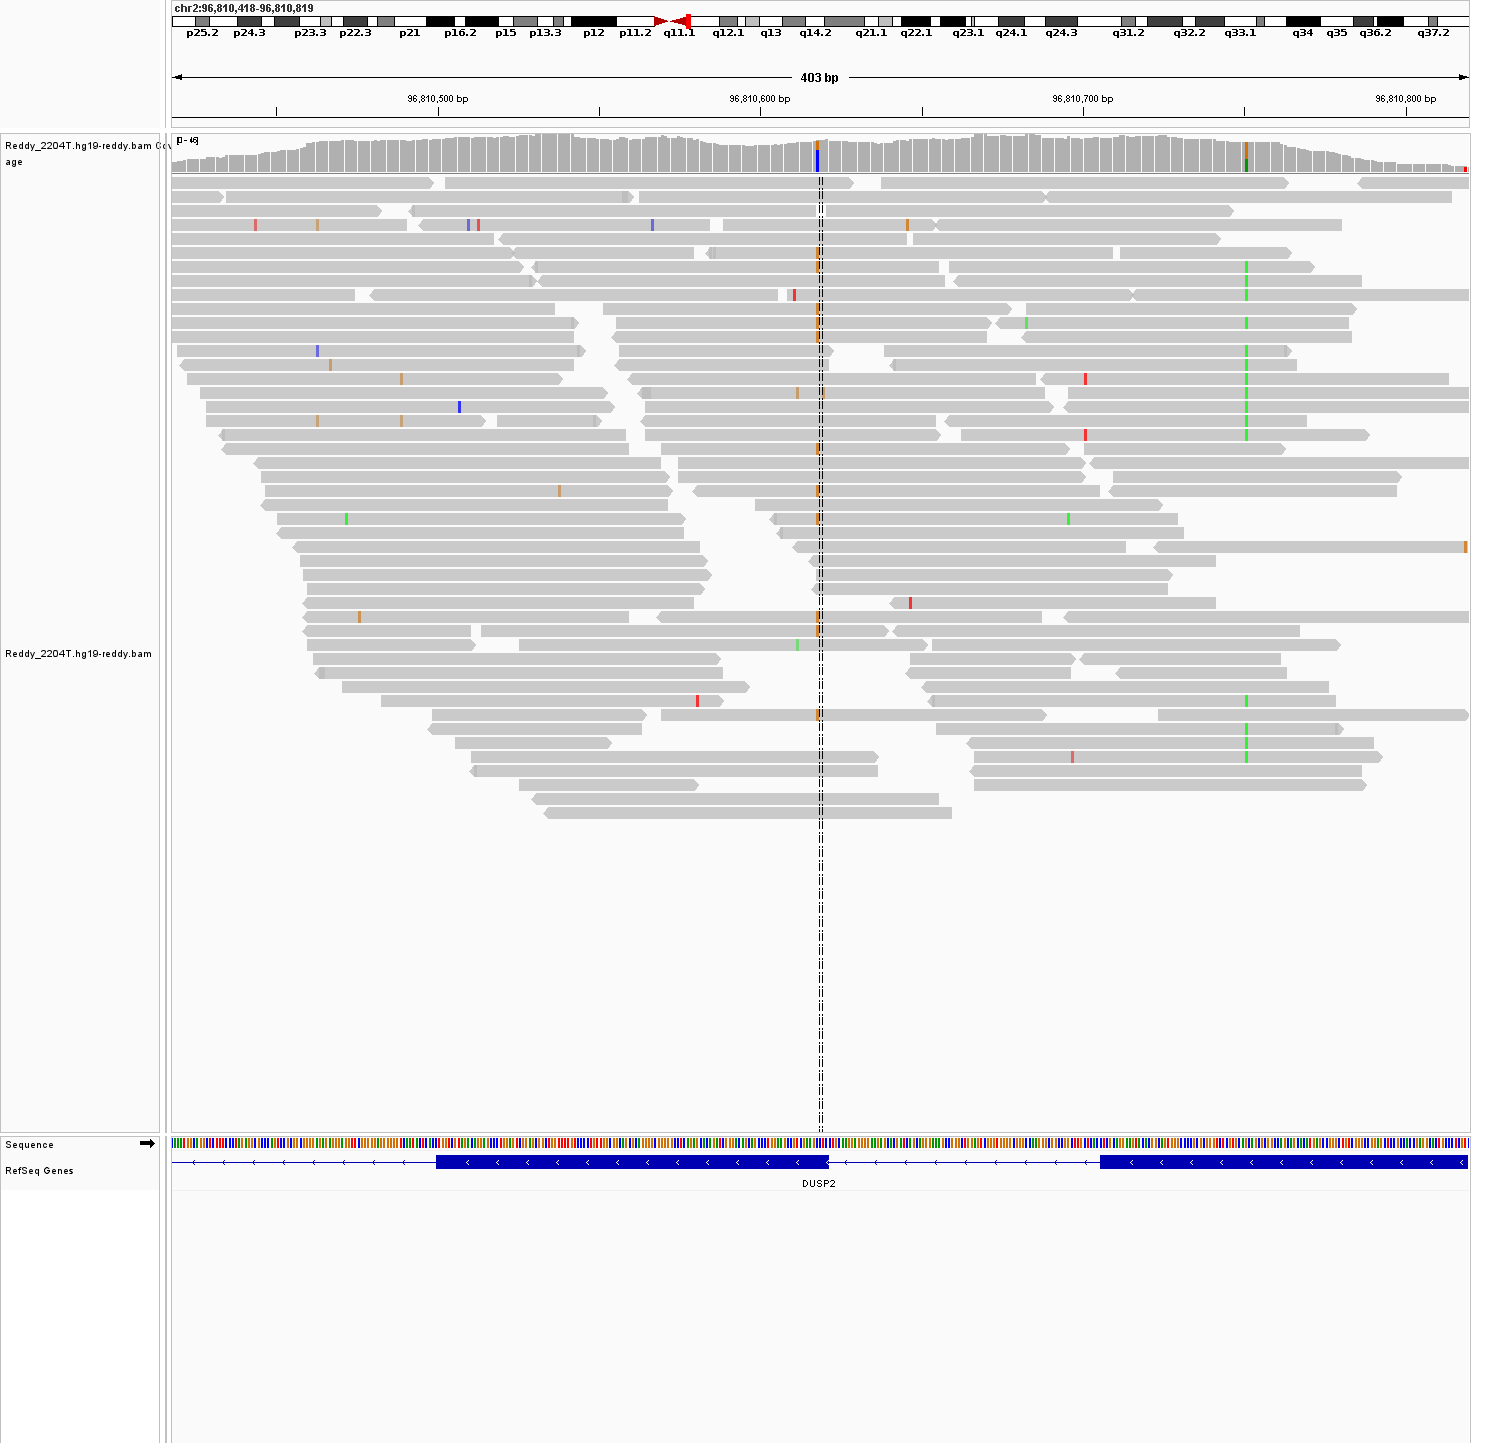 chr2:96,810,418-96,810,819
p25.2 p24.3 p23.3 p22.3 p21 p16.2 p15 p13.3 p12 p11.2 q11.1 q12.1 q13 q14.2 q21.1 q22.1 q23.1 q24.1 q24.3 q31.2 q32.2 q33.1 q34 q35 q36.2 q37.2
403 bp
96,810,500 bp 96,810,600 bp 96,810,700 bp 96,810,800 bp
Reddy_2204T.hg19-reddy.bam Cov
age
[0 - 46]
Reddy_2204T.hg19-reddy.bam
Sequence
RefSeq Genes
DUSP2